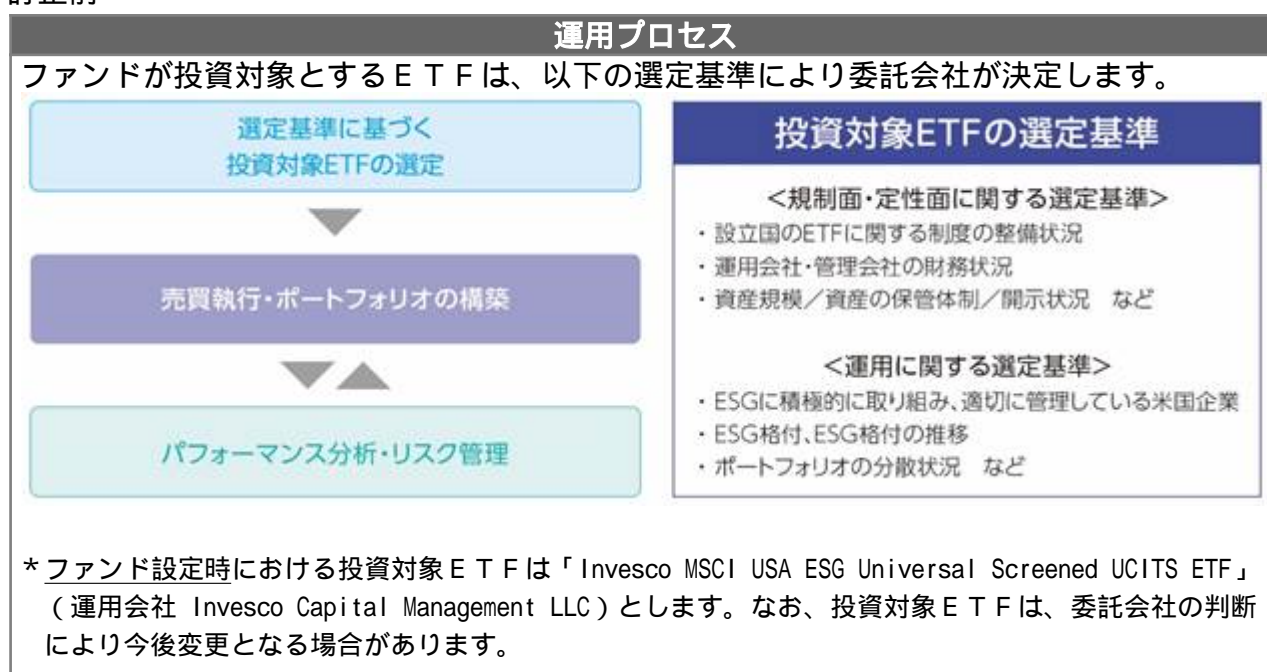 運用プロセス
ファンドが投資対象とするＥＴＦは、以下の選定基準により委託会社が決定します。
選定基準に基づく
投資対象ETFの選定
売買執行・ポートフォリオの構築
パフォーマンス分析・リスク管理
投資対象ETFの選定基準
＜規制面・定性面に関する選定基準＞
・設立国のETFに関する制度の整備状況
・運用会社・管理会社の財務状況
・資産規模／資産の保管体制／開示状況　など
＜運用に関する選定基準＞
・ESGに積極的に取り組み、適切に管理している米国企業
・ESG格付、ESG格付の推移
・ポートフォリオの分散状況　など
＊ファンド設定時における投資対象ＥＴＦは「Invesco MSCI USA ESG Universal Screened UCITS ETF」
（運用会社 Invesco Capital Management LLC）とします。なお、投資対象ＥＴＦは、委託会社の判断
により今後変更となる場合があります。